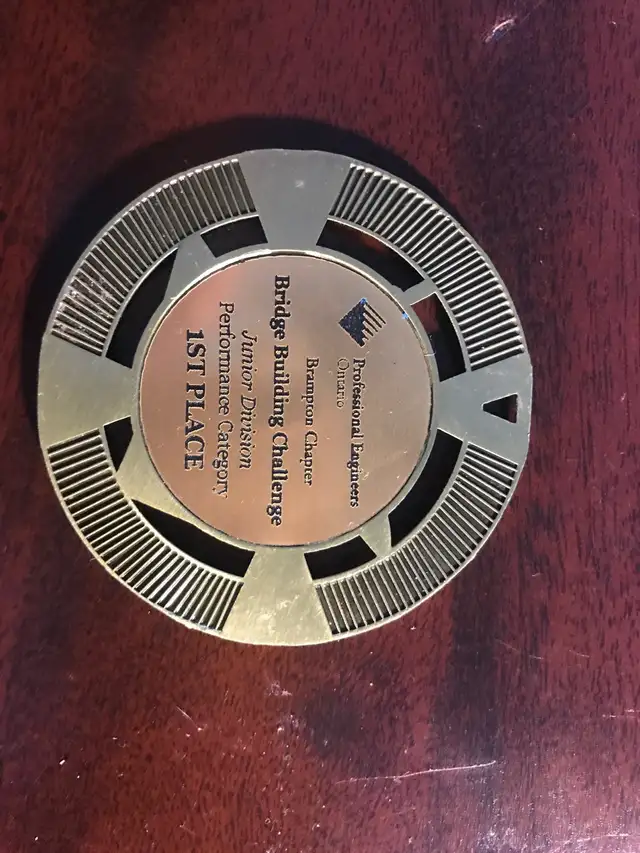 Professional Engineers
Ontario
Brampton Chapter
Bridge Building Challenge
Junior Division
Performance Category
1ST PLACE